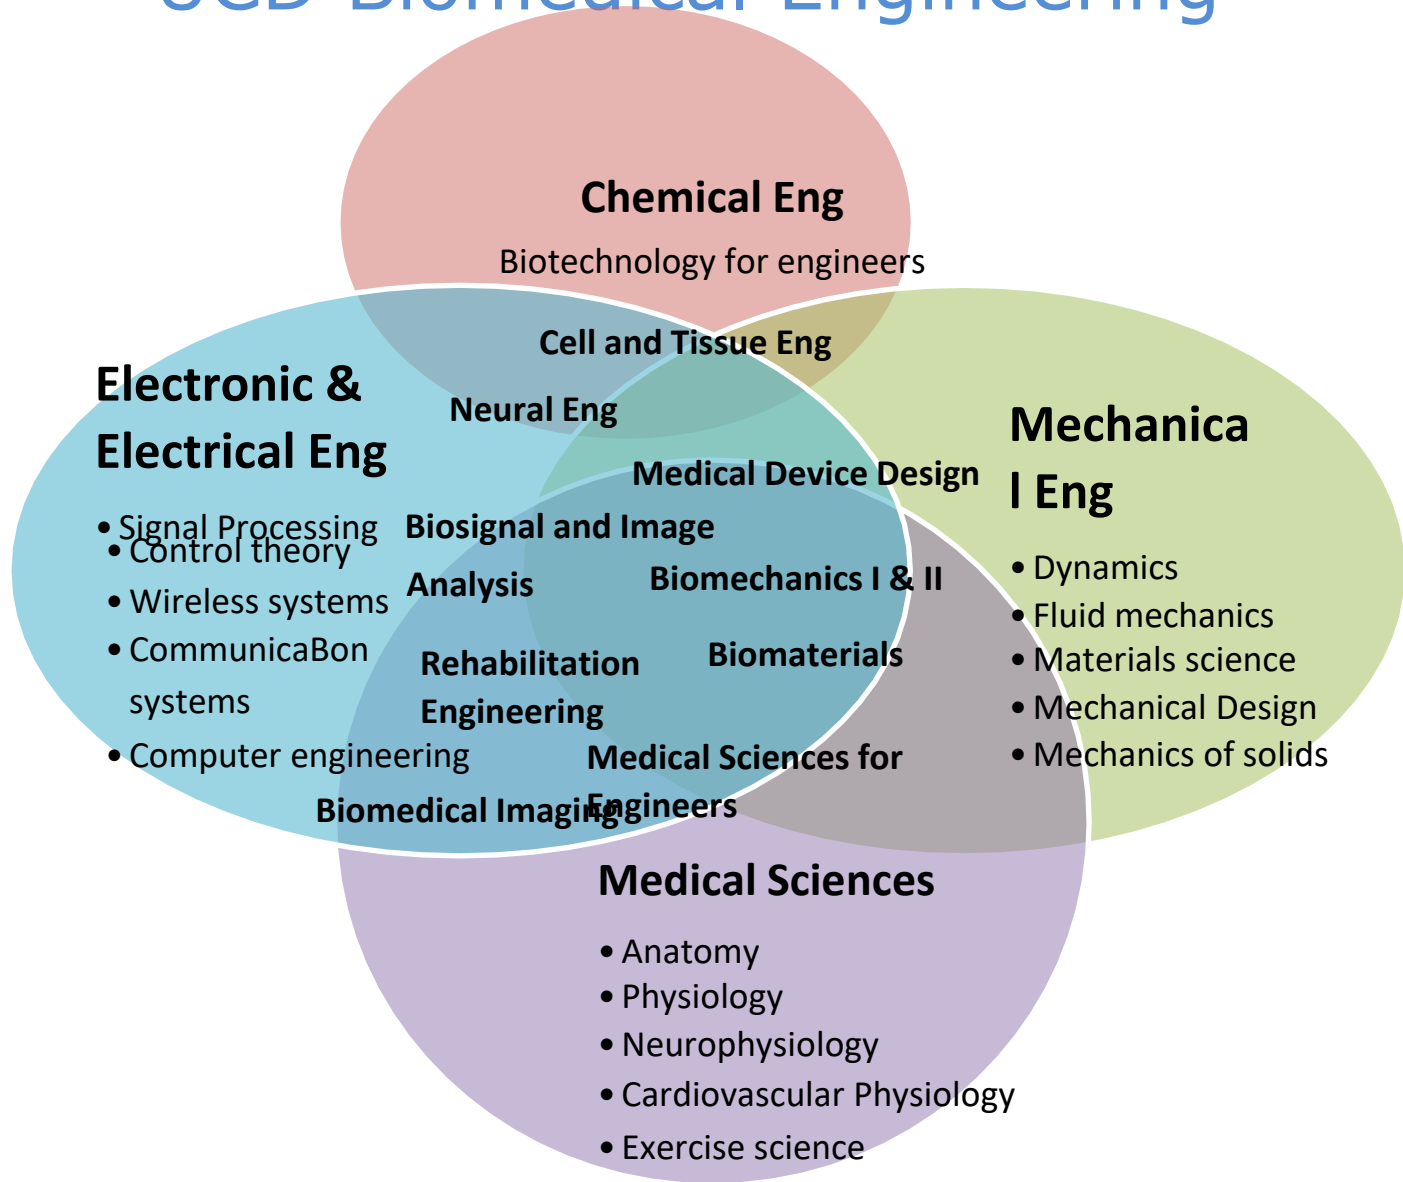 UCD Biomedical Engineering
Chemical Eng
Biotechnology for engineers
Cell and Tissue Eng
Neural Eng
Electronic &
Electrical Eng
• Signal Processing
• Control theory
• Wireless systems
• CommunicaBon
systems
• Computer engineering
Medical Device Design
Biosignal and Image
Analysis
Biomechanics I & II
Biomaterials
Rehabilitation
Engineering
Medical Sciences for
Engineers
Biomedical Imaging
Mechanica
l Eng
• Dynamics
• Fluid mechanics
• Materials science
• Mechanical Design
• Mechanics of solids
Medical Sciences
• Anatomy
• Physiology
• Neurophysiology
• Cardiovascular Physiology
• Exercise science